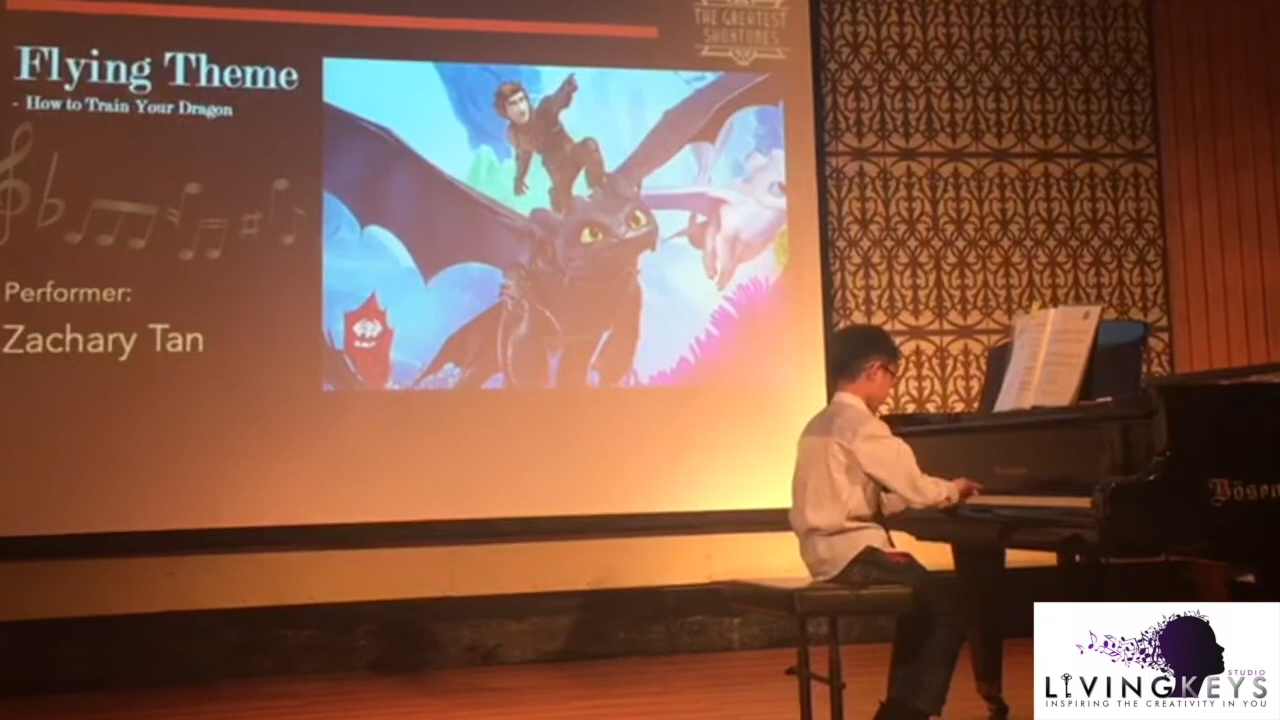 THE GREATEST
SHOWTUNES
Flying Theme
- How to Train Your Dragon
Performer:
Zachary Tan
Bösen
STUDIO
LIVINGKEYS
INSPIRING THE CREATIVITY IN YOU